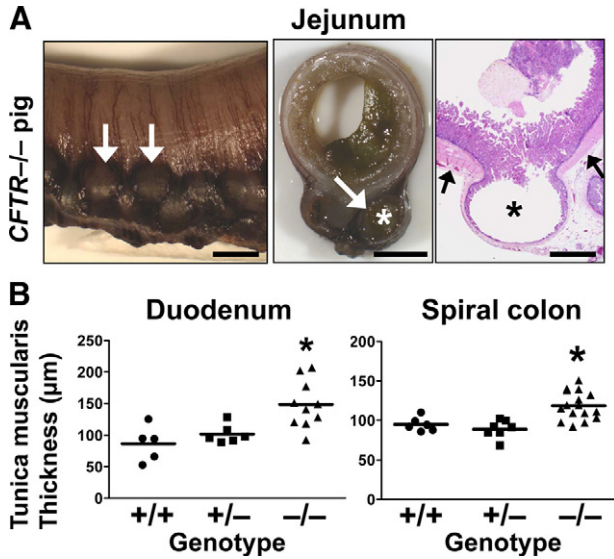 A
Jejunum
CFTR–/– pig
*
*
B
Duodenum
Spiral colon
Tunica muscularis
Thickness (µm)
250
200
150
100
50
0
*
+/+
+/–
–/–
Genotype
200
150
100
50
0
*
+/+
+/–
–/–
Genotype